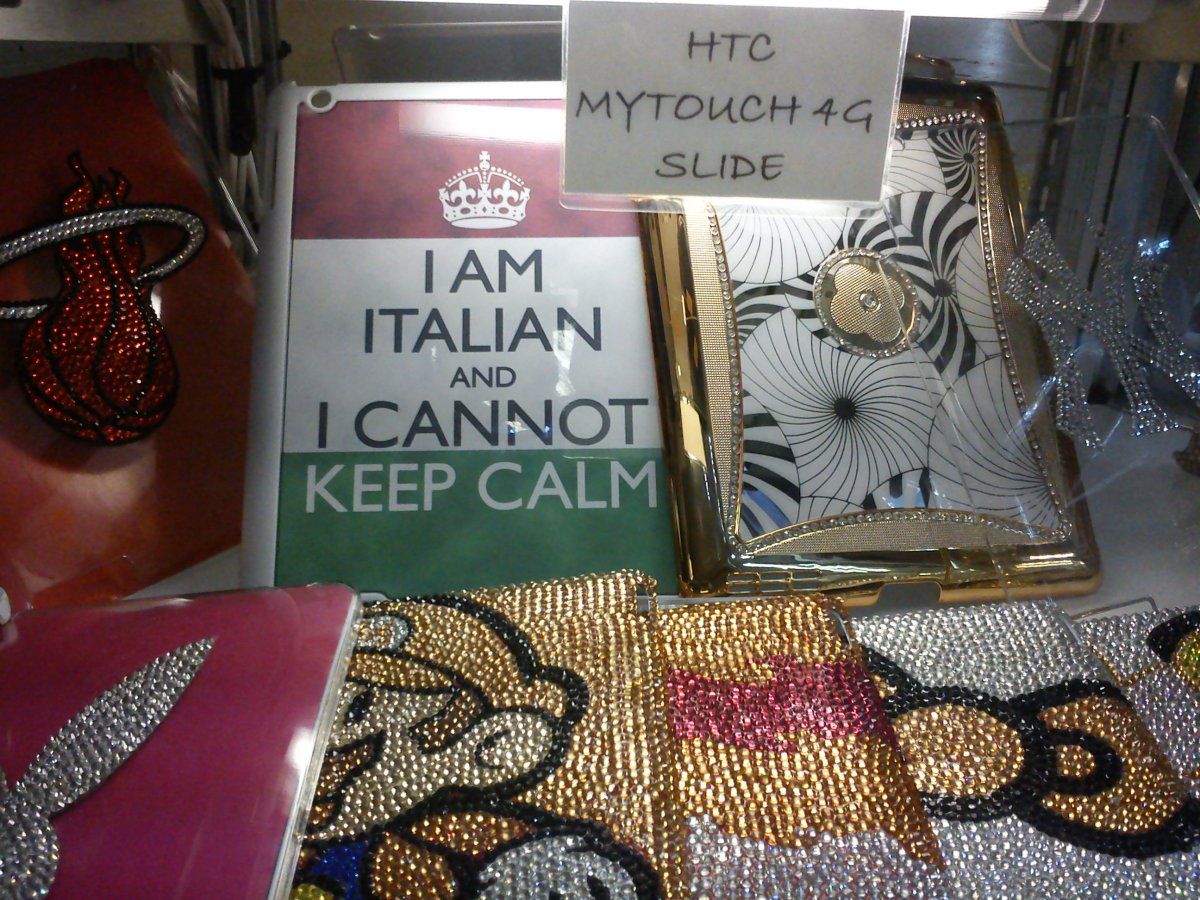 HTC
MYTOUCH 4G
SLIDE
I AM
ITALIAN
AND
I CANNOT
KEEP CALM